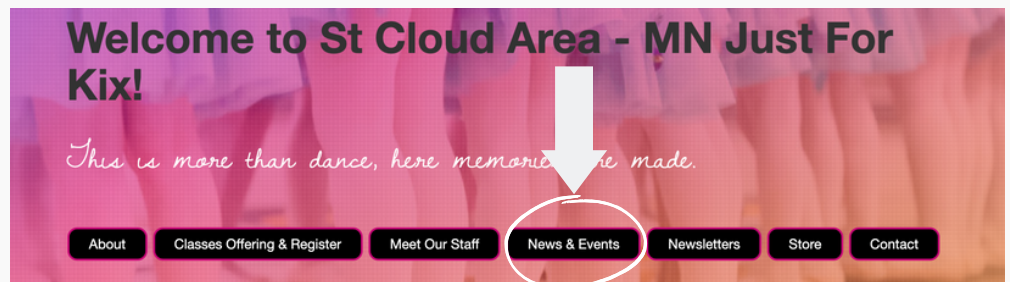 Welcome to St Cloud Area - MN Just For
Kix!
This is more than dance, here memories are made.
About
Classes Offering & Register
Meet Our Staff
News & Events
Newsletters
Store
Contact